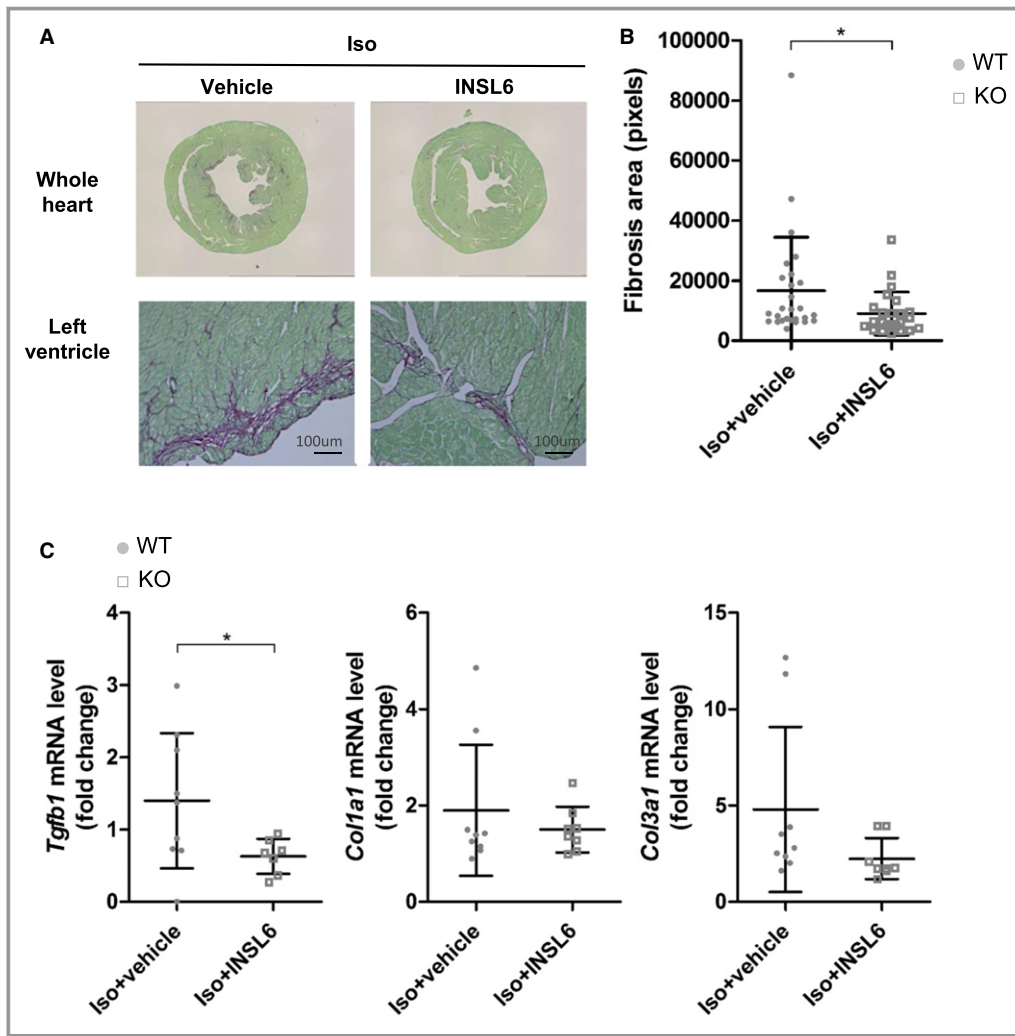 A
Iso
Vehicle
INSL6
Whole
heart
Left
ventricle
100um
100um
B
Fibrosis area (pixels)
100000
80000
60000
40000
20000
0
*
WT
KO
Iso+vehicle
Iso+INSL6
C
WT
KO
Tgfb1 mRNA level
(fold change)
4
3
2
1
0
*
Iso+vehicle
Iso+INSL6
Col1a1 mRNA level
(fold change)
6
4
2
0
Iso+vehicle
Iso+INSL6
Col3a1 mRNA level
(fold change)
15
10
5
0
Iso+vehicle
Iso+INSL6